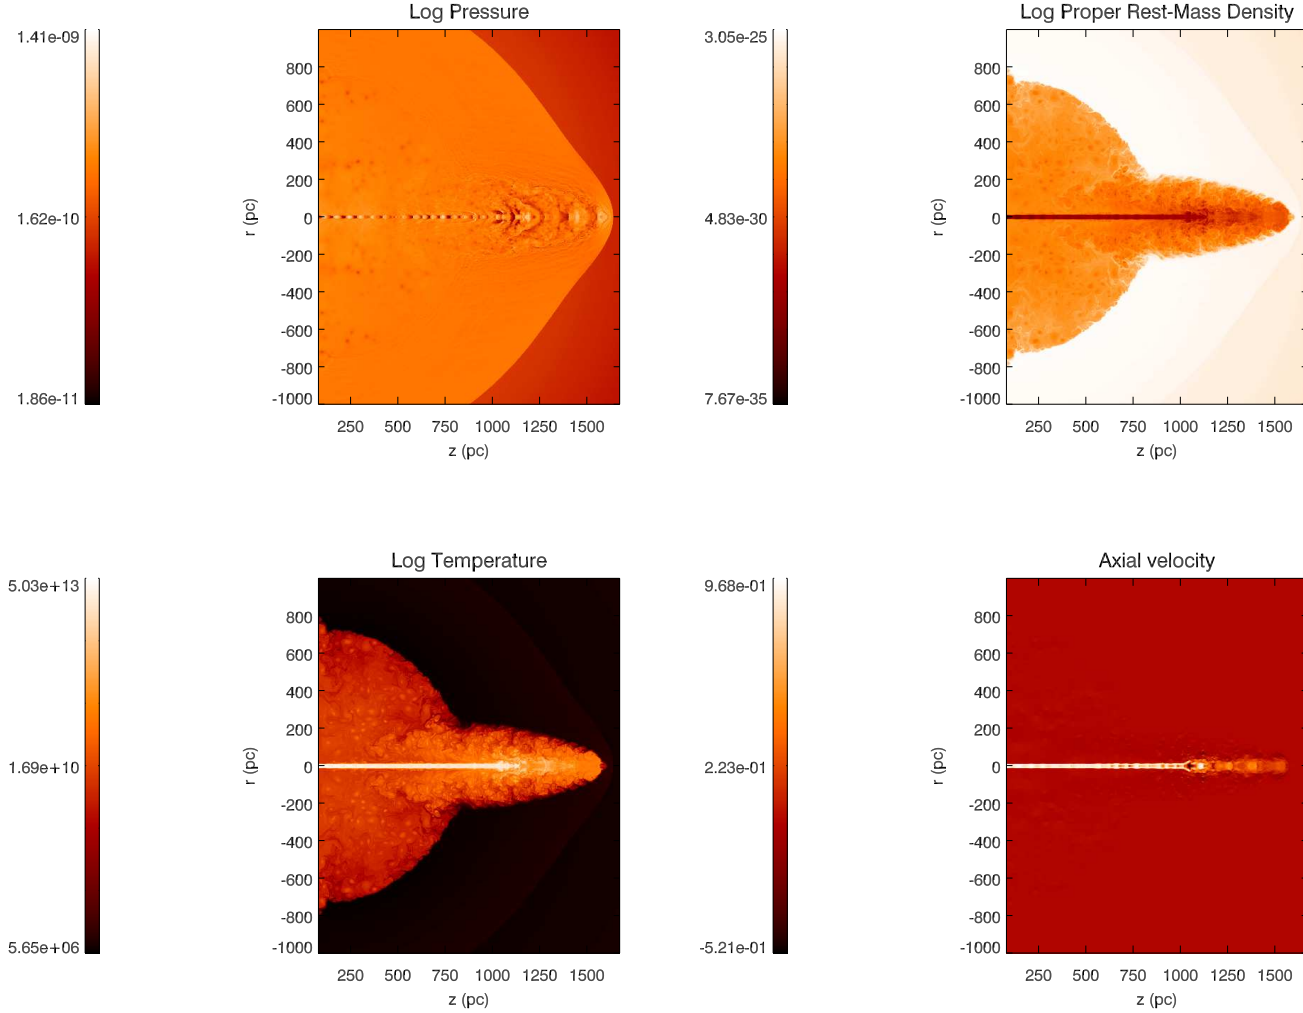 Log Pressure
1.41e-09
1.62e-10
1.86e-11
r (pc)
800
600
400
200
0
-200
-400
-600
-800
-1000
250 500 750 1000 1250 1500
z (pc)
Log Proper Rest-Mass Density
3.05e-25
4.83e-30
7.67e-35
r (pc)
800
600
400
200
0
-200
-400
-600
-800
-1000
250 500 750 1000 1250 1500
z (pc)
Log Temperature
5.03e+13
1.69e+10
5.65e+06
r (pc)
800
600
400
200
0
-200
-400
-600
-800
-1000
250 500 750 1000 1250 1500
z (pc)
Axial velocity
9.68e-01
2.23e-01
-5.21e-01
r (pc)
800
600
400
200
0
-200
-400
-600
-800
-1000
250 500 750 1000 1250 1500
z (pc)